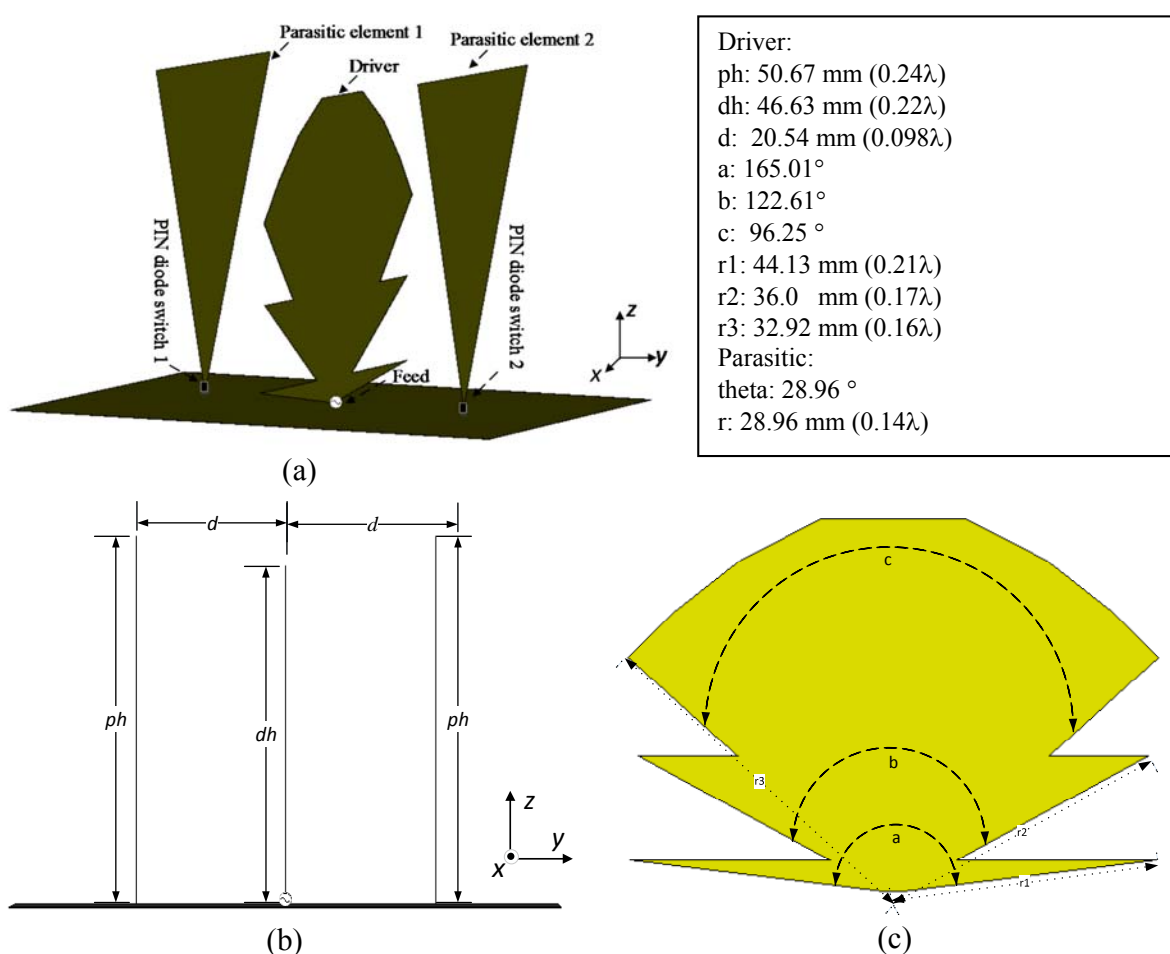 Parasitic element 1
Parasitic element 2
Driver
PIN diode switch 1
PIN diode switch 2
Feed
z
y
x
(a)
Driver:
ph: 50.67 mm (0.24λ)
dh: 46.63 mm (0.22λ)
d: 20.54 mm (0.098λ)
a: 165.01°
b: 122.61°
c: 96.25 °
r1: 44.13 mm (0.21λ)
r2: 36.0 mm (0.17λ)
r3: 32.92 mm (0.16λ)
Parasitic:
theta: 28.96 °
r: 28.96 mm (0.14λ)
d
d
ph
dh
ph
z
y
x
(b)
c
r3
b
r2
a
r1
(c)